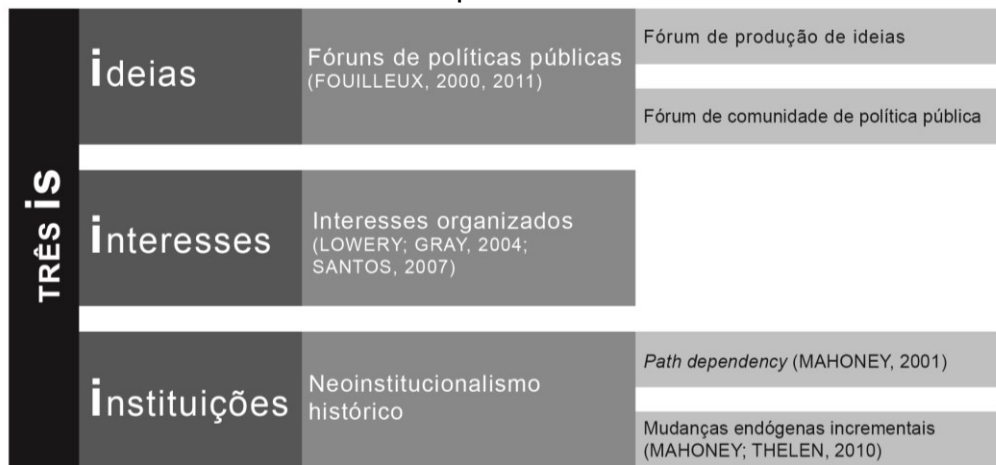 TRÊS is
ideias
Fóruns de políticas públicas
(FOUILLEUX, 2000, 2011)
Fórum de produção de ideias
Fórum de comunidade de política pública
interesses
Interesses organizados
(LOWERY; GRAY, 2004;
SANTOS, 2007)
instituições
Neoinstitucionalismo
histórico
Path dependency (MAHONEY, 2001)
Mudanças endógenas incrementais
(MAHONEY; THELEN, 2010)